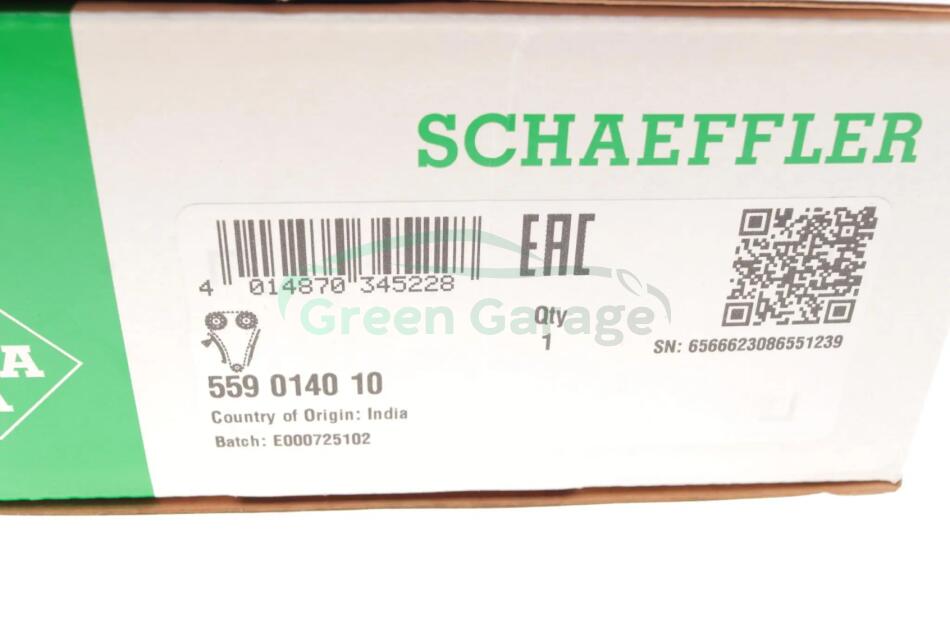 SCHAEFFLER
EAC
4 014870 345228
Green Garage
Qty
1
SN: 6566623086551239
559 0140 10
Country of Origin: India
Batch: E000725102
A
A